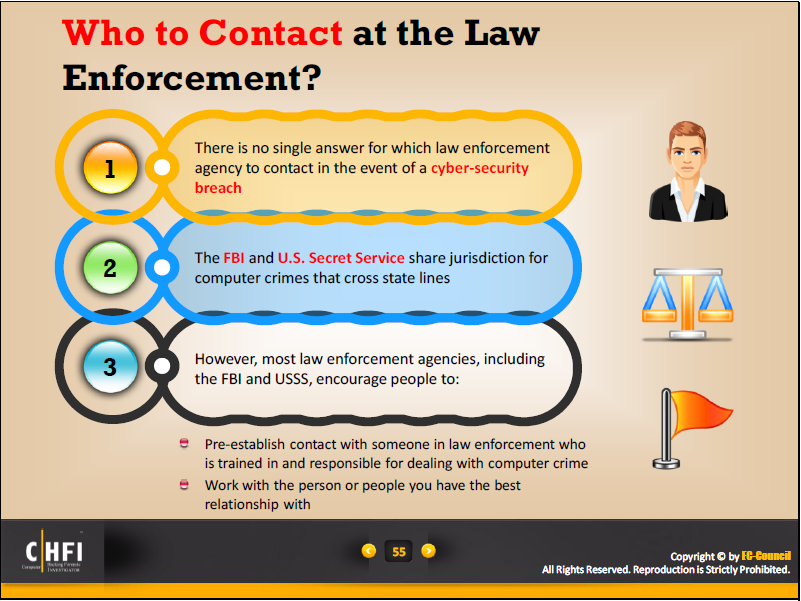 Who to Contact at the Law
Enforcement?
1
There is no single answer for which law enforcement
agency to contact in the event of a cyber-security
breach
2
The FBI and U.S. Secret Service share jurisdiction for
computer crimes that cross state lines
3
However, most law enforcement agencies, including
the FBI and USSS, encourage people to:
Pre-establish contact with someone in law enforcement who
is trained in and responsible for dealing with computer crime
Work with the person or people you have the best
relationship with
CHFI
Computer Hacking Forensic
INVESTIGATOR
55
Copyright © by EC-Council
All Rights Reserved. Reproduction is Strictly Prohibited.